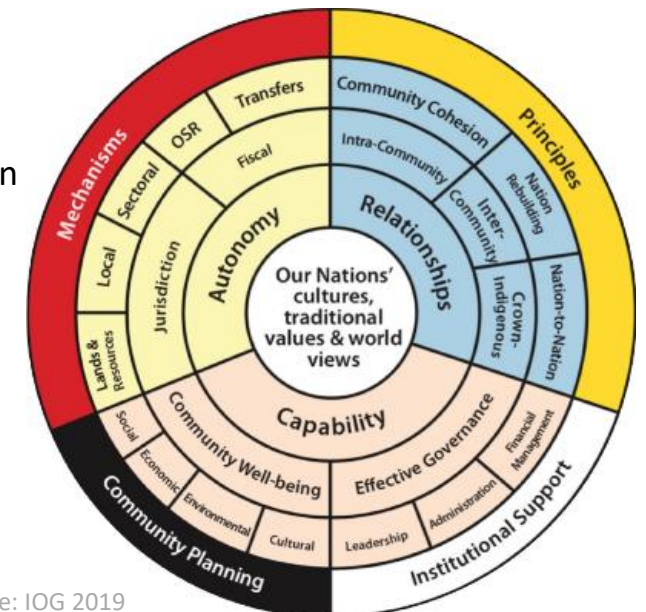 Mechanisms
Principles
Community Planning
Institutional Support
Transfers
OSR
Sectoral
Local
Lands &
Resources
Fiscal
Jurisdiction
Autonomy
Community Cohesion
Nation
Rebuilding
Nation-to-Nation
Intra-Community
Inter-
Community
Crown-
Indigenous
Relationships
Our Nations'
cultures,
traditional
values & world
views
Capability
Community Well-being
Effective Governance
Social
Economic
Environmental
Cultural
Leadership
Administration
Financial
Management
n
e: IOG 2019